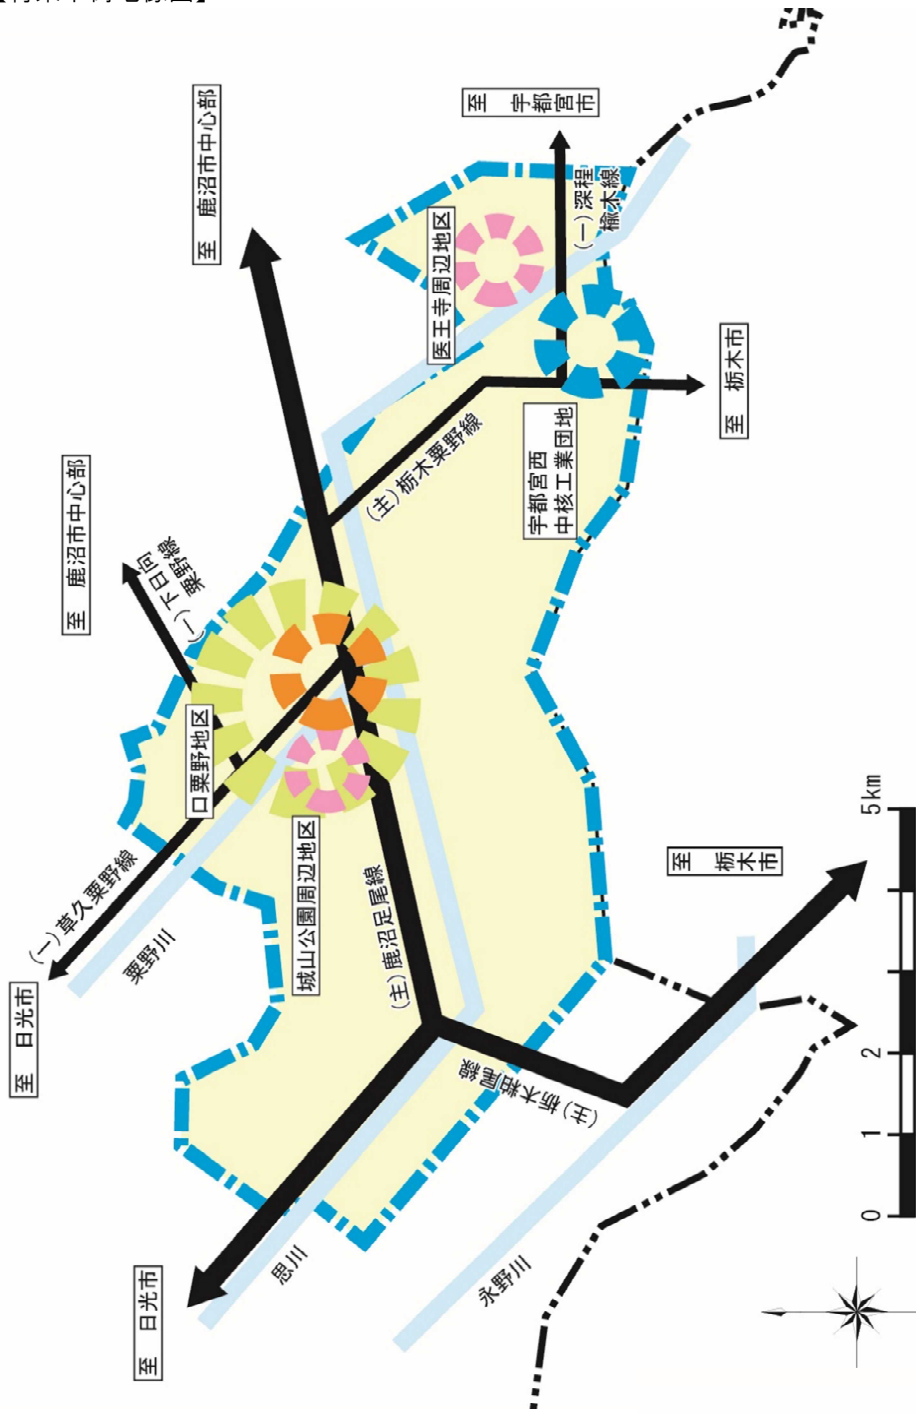 至 宇都宮市
至 鹿沼市中心部
(一)深程
楡木線
医王寺周辺地区
至 栃木市
宇都宮西
中核工業団地
(主)栃木粟野線
至 鹿沼市中心部
(一)下日向
粟野線
口粟野地区
城山公園周辺地区
(一)草久粟野線
粟野川
至 日光市
(主)鹿沼足尾線
至 栃木市
(主)栃木粕尾線
思川
永野川
至 日光市
0
1
2
5km